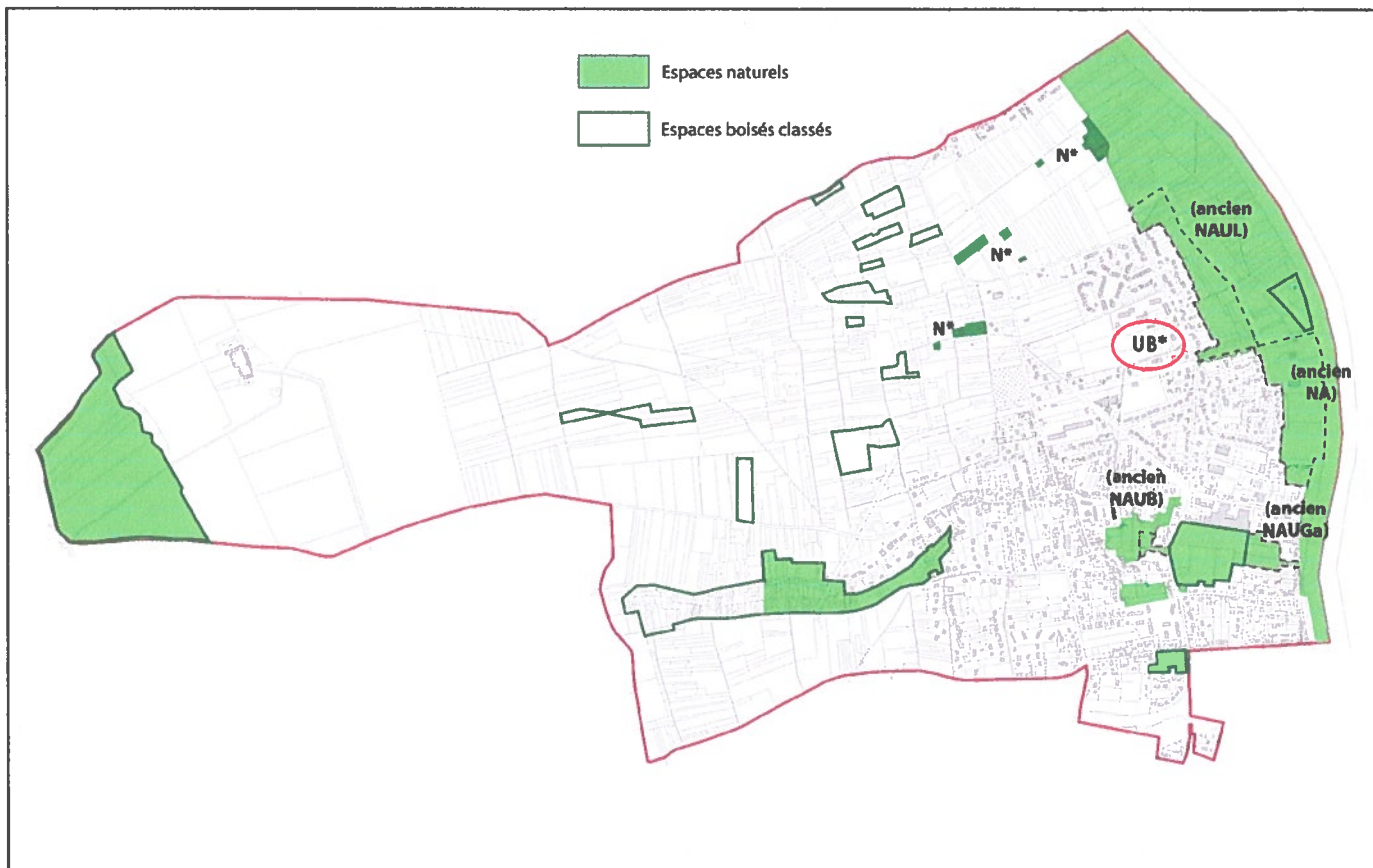 Espaces naturels
Espaces boisés classés
N*
(ancien
NAUL)
N*
N*
UB*
(ancien
NA)
(ancien
NAUB)
(ancien
NAUGa)